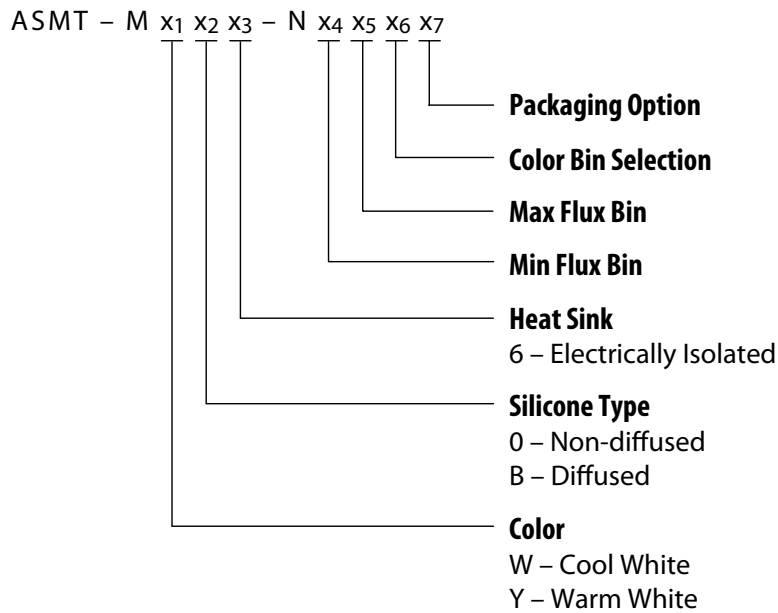 ASMT – M x1 x2 x3 – N x4 x5 x6 x7
Packaging Option
Color Bin Selection
Max Flux Bin
Min Flux Bin
Heat Sink
6 – Electrically Isolated
Silicone Type
0 – Non-diffused
B – Diffused
Color
W – Cool White
Y – Warm White